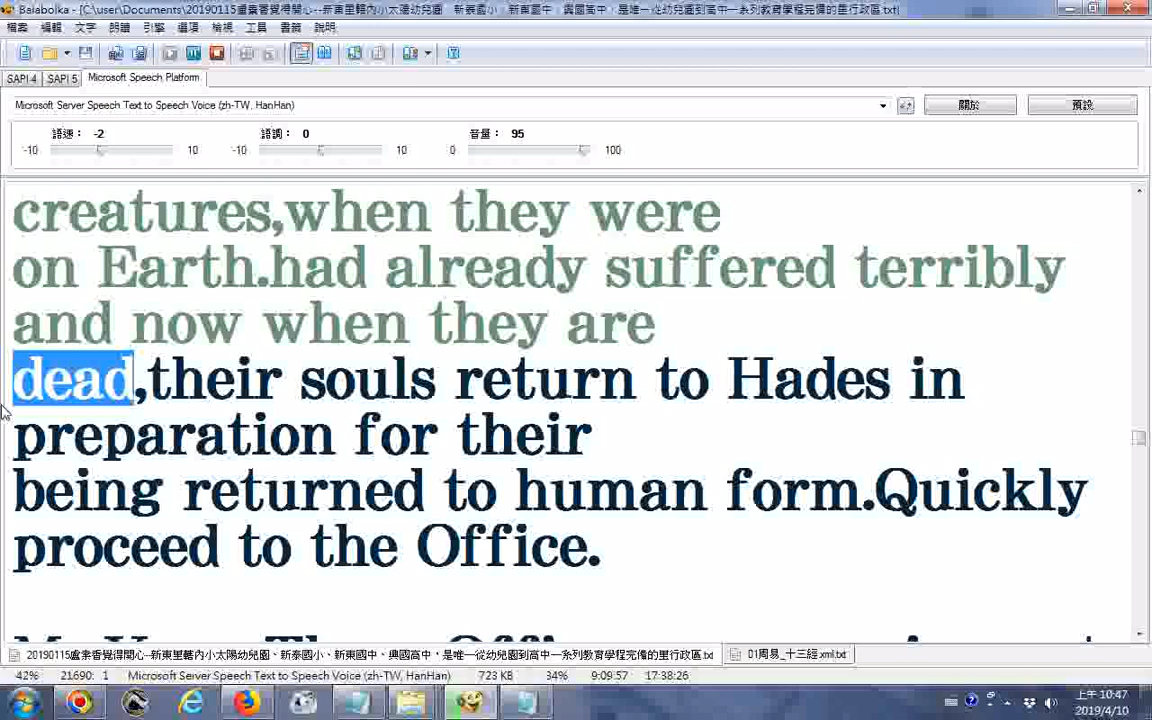 Balabolka - [C:\user\Documents\20190115盧秉香覺得開心--新東里轄內小太陽幼兒園、新泰國小、新東國中、興國高中，是唯一從幼兒園到高中一系列教育學程完備的里行政區.txt]
檔案 編輯 文字 朗讀 引擎 選項 檢視 工具 書籤 說明
SAPI 4 SAPI 5 Microsoft Speech Platform
Microsoft Server Speech Text to Speech Voice (zh-TW, HanHan) 關於 預設
語速： -2 語調： 0 音量： 95
-10 10 -10 10 0 100
creatures,when they were
on Earth.had already suffered terribly
and now when they are
dead,their souls return to Hades in
preparation for their
being returned to human form.Quickly
proceed to the Office.
20190115盧秉香覺得開心--新東里轄內小太陽幼兒園、新泰國小、新東國中、興國高中，是唯一從幼兒園到高中一系列教育學程完備的里行政區.txt 01周易_十三經.xml.txt
42% 21690: 1 Microsoft Server Speech Text to Speech Voice (zh-TW, HanHan) 723 KB 34% 9:09:57 17:38:26
上午 10:47
2019/4/10